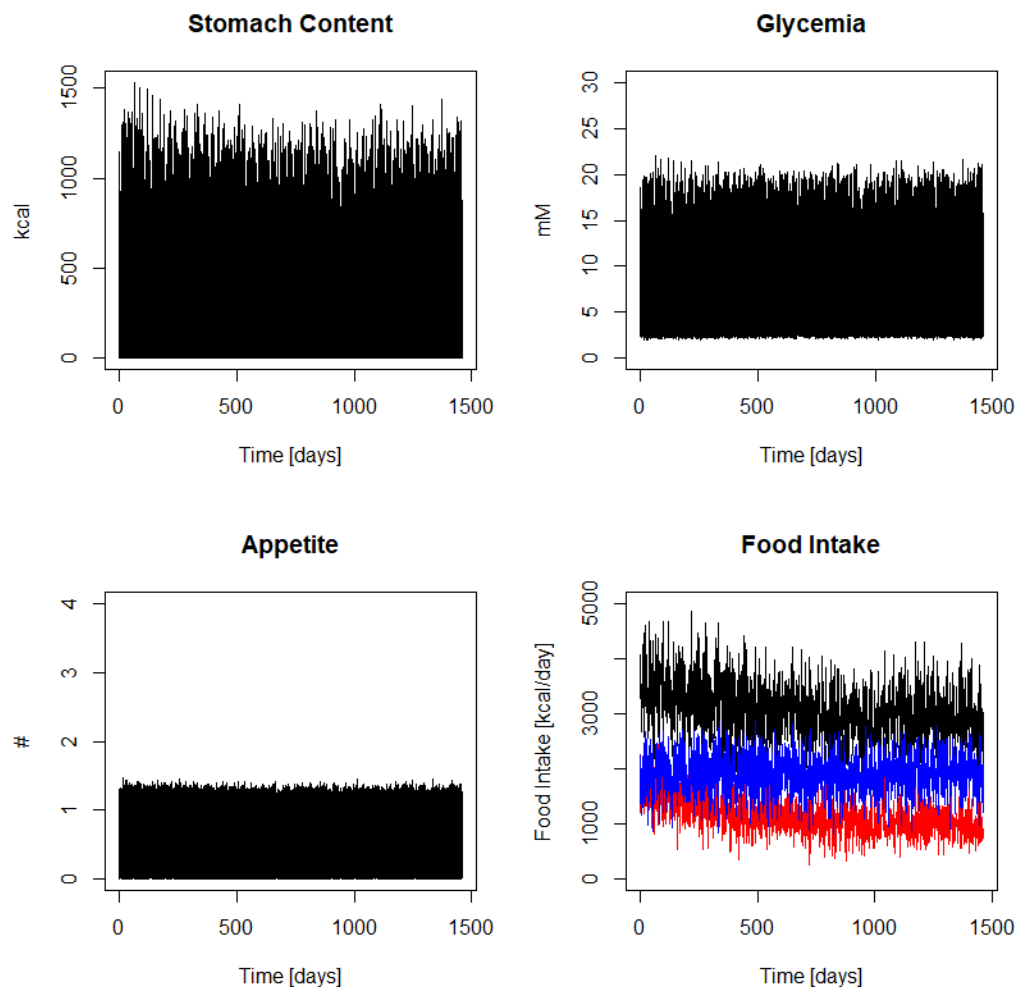 Stomach Content
kcal
1500
1000
500
0
0 500 1000 1500
Time [days]
Glycemia
mM
30
25
20
15
10
5
0
0 500 1000 1500
Time [days]
Appetite
#
4
3
2
1
0
0 500 1000 1500
Time [days]
Food Intake
Food Intake [kcal/day]
5000
3000
1000
0
0 500 1000 1500
Time [days]